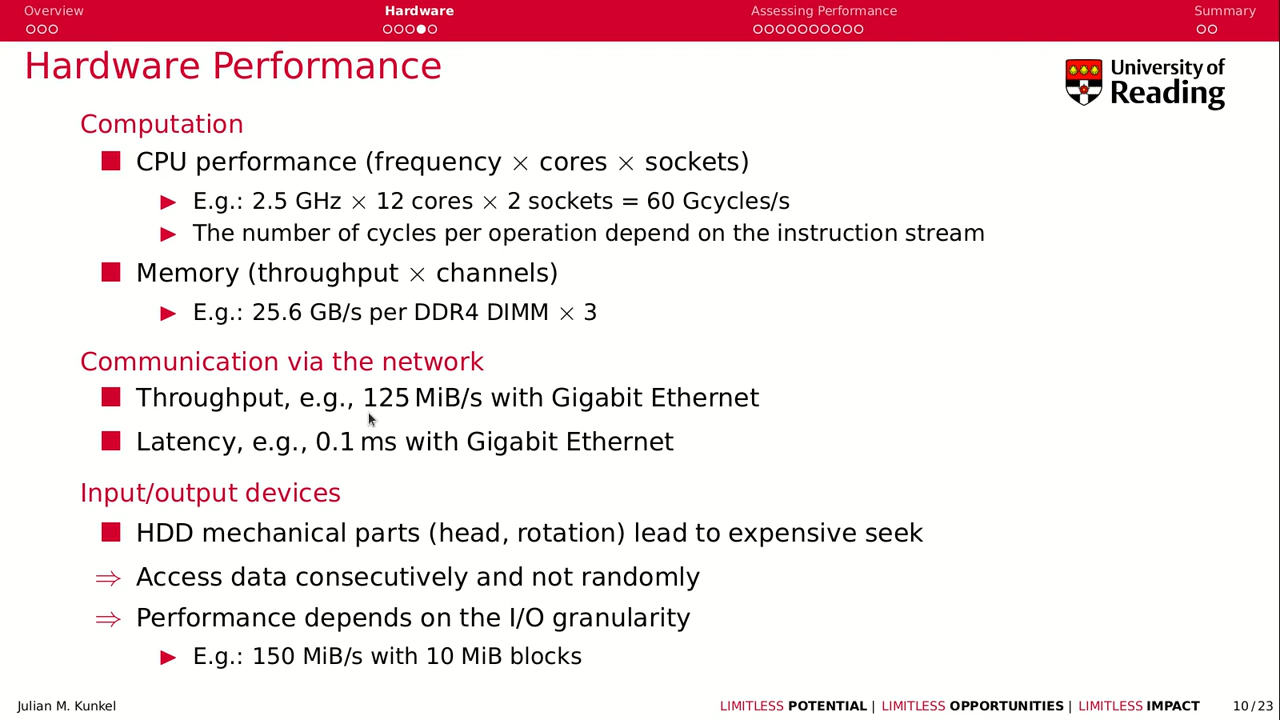 Overview Hardware Assessing Performance Summary
Hardware Performance
University of
Reading
Computation
CPU performance (frequency × cores × sockets)
E.g.: 2.5 GHz × 12 cores × 2 sockets = 60 Gcycles/s
The number of cycles per operation depend on the instruction stream
Memory (throughput × channels)
E.g.: 25.6 GB/s per DDR4 DIMM × 3
Communication via the network
Throughput, e.g., 125 MiB/s with Gigabit Ethernet
Latency, e.g., 0.1 ms with Gigabit Ethernet
Input/output devices
HDD mechanical parts (head, rotation) lead to expensive seek
⇒ Access data consecutively and not randomly
⇒ Performance depends on the I/O granularity
E.g.: 150 MiB/s with 10 MiB blocks
Julian M. Kunkel LIMITLESS POTENTIAL | LIMITLESS OPPORTUNITIES | LIMITLESS IMPACT 10/23